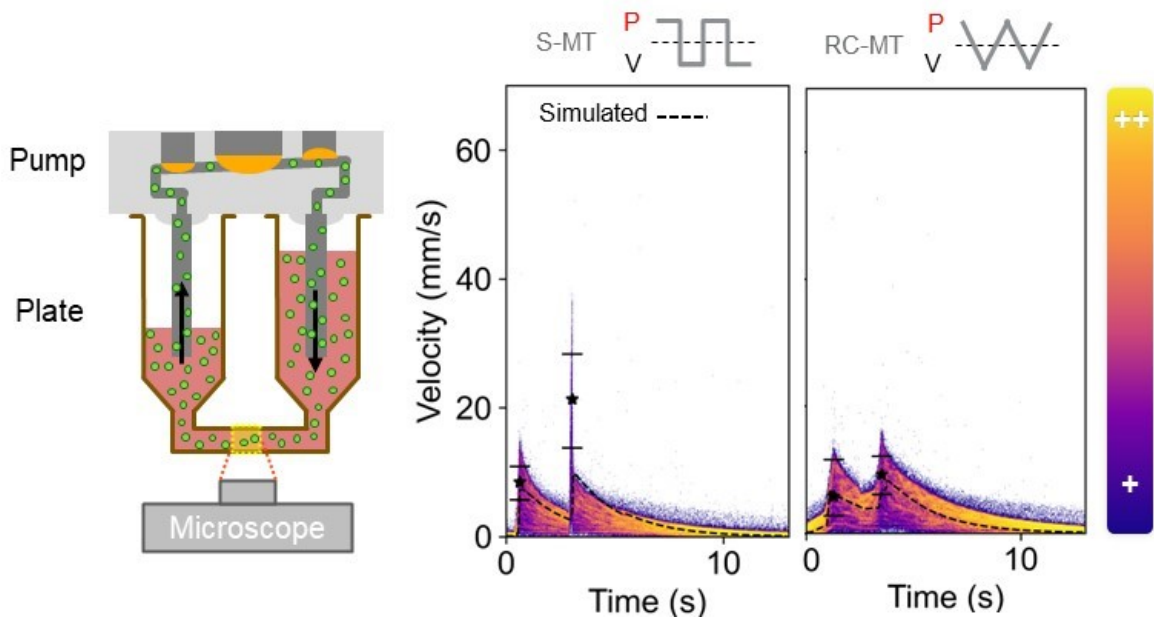 Pump
Plate
Microscope
S-MT
P
V
RC-MT
P
V
Simulated
Velocity (mm/s)
60
40
20
0
0
10
Time (s)
0
10
Time (s)
++
+